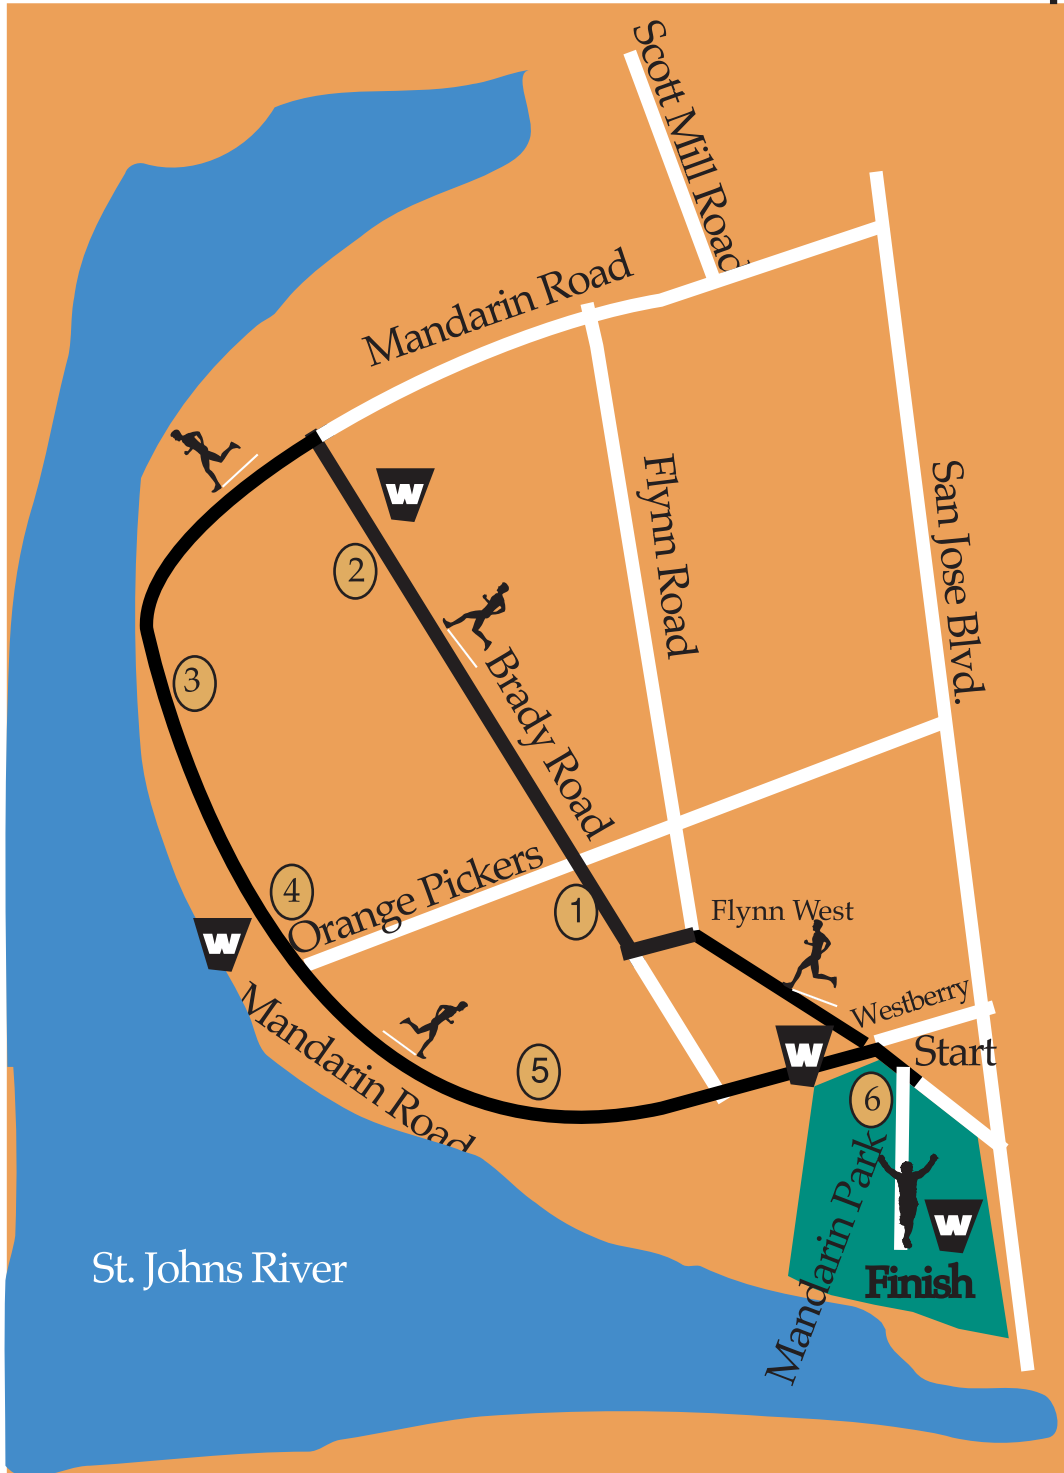 Scott Mill Road
Mandarin Road
W
Flynn Road
San Jose Blvd.
2
Brady Road
3
Orange Pickers
4
1
Flynn West
W
Mandarin Road
Westberry
W
Start
5
6
Mandarin Park
W
St. Johns River
Finish